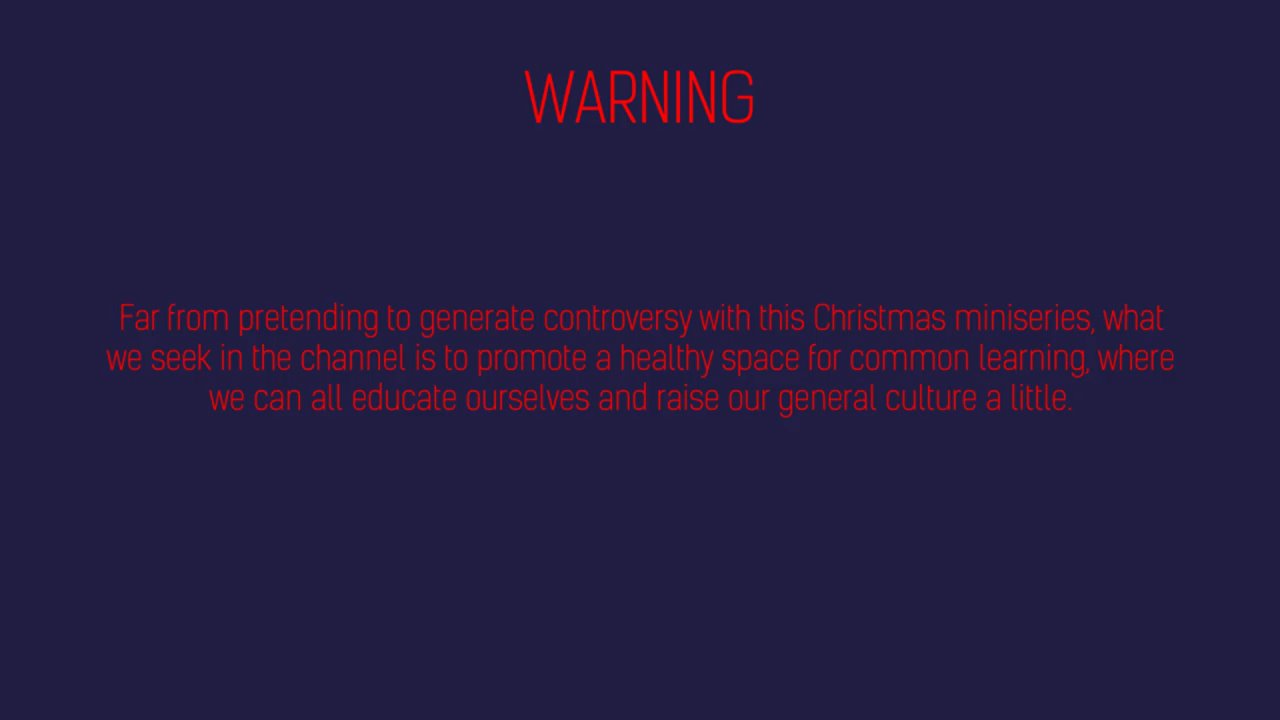 WARNING
Far from pretending to generate controversy with this Christmas miniseries, what
we seek in the channel is to promote a healthy space for common learning, where
we can all educate ourselves and raise our general culture a little.